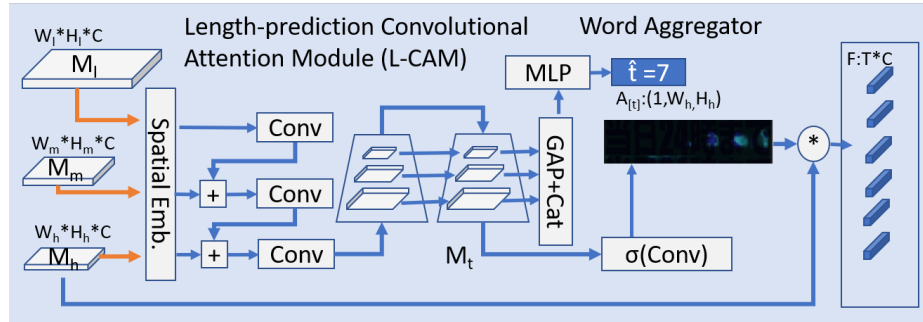 Length-prediction Convolutional
Attention Module (L-CAM)
Word Aggregator
W_l*H_l*C
M_l
W_m*H_m*C
M_m
W_h*H_h*C
M_h
Spatial Emb.
Conv
+
Conv
+
Conv
M_t
GAP+Cat
MLP
t̂ =7
A_[t]:(1,W_h,H_h)
σ(Conv)
*
F:T*C